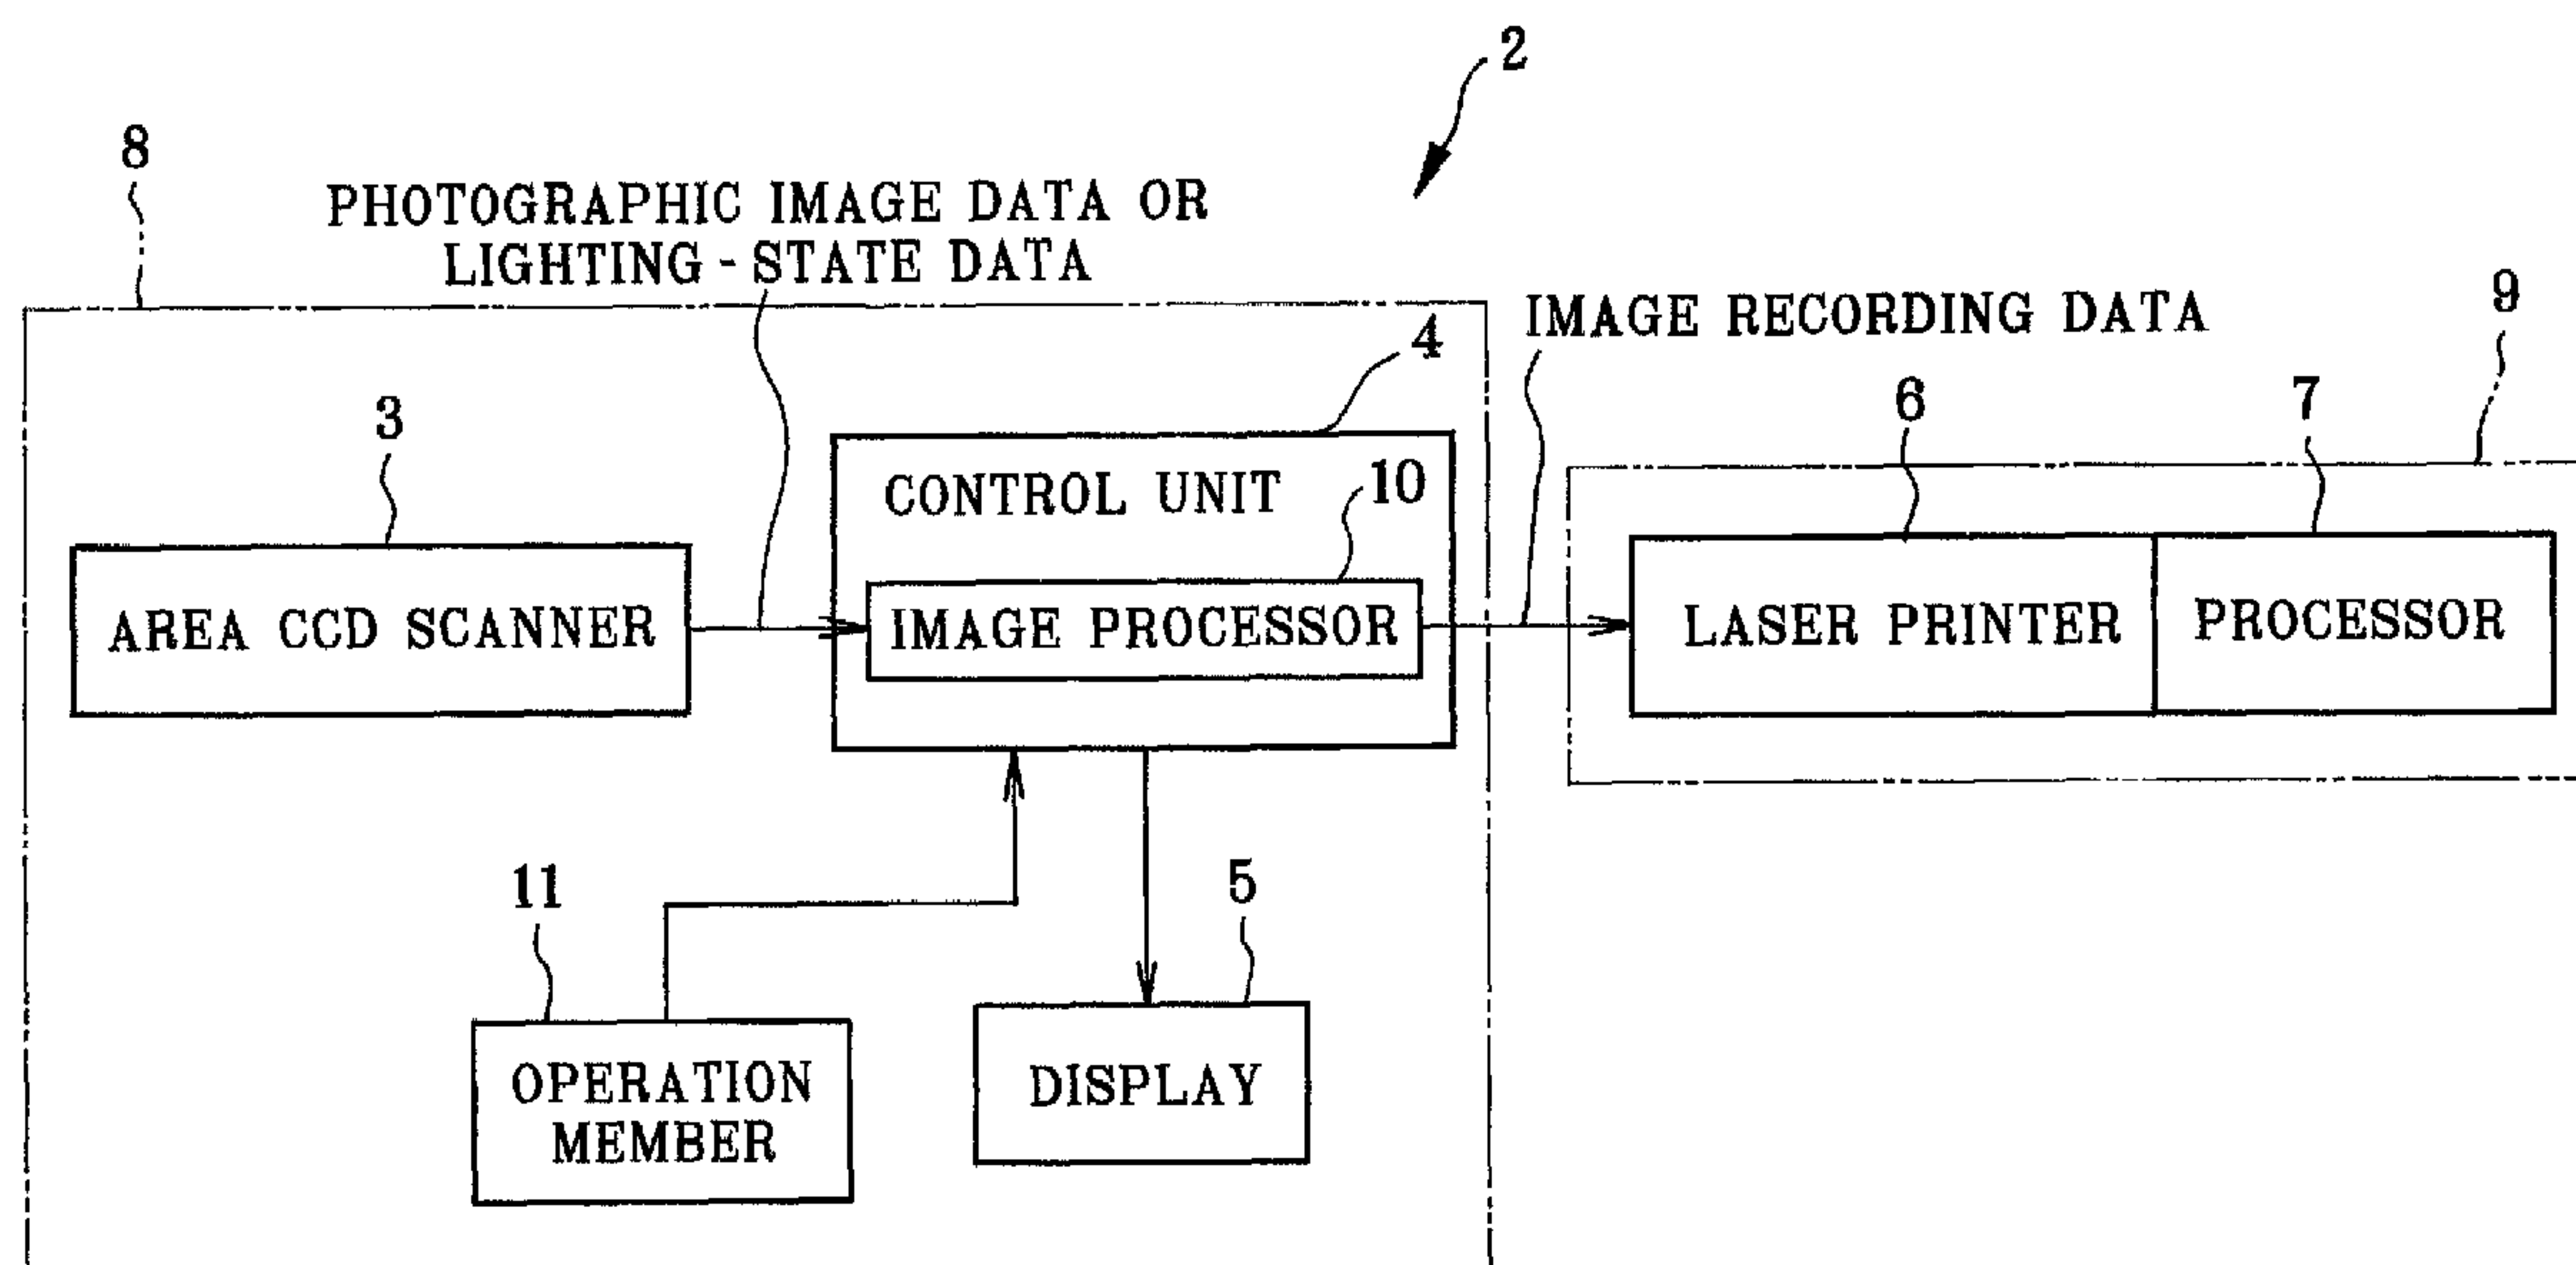 2
8
PHOTOGRAPHIC IMAGE DATA OR
LIGHTING - STATE DATA
IMAGE RECORDING DATA
9
4
3
6
7
CONTROL UNIT
10
AREA CCD SCANNER
IMAGE PROCESSOR
LASER PRINTER
PROCESSOR
11
5
OPERATION
MEMBER
DISPLAY